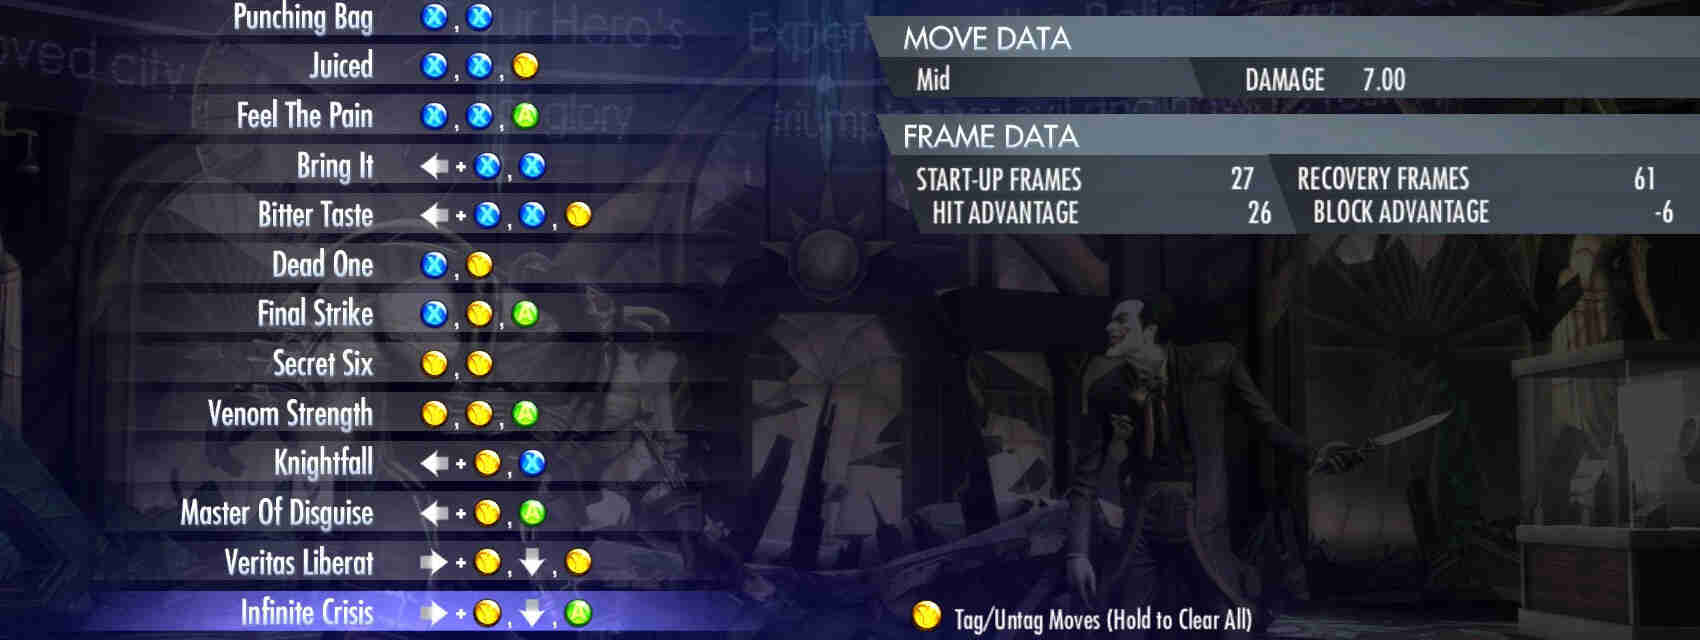 Punching Bag X, X
Juiced X, X, Y
Feel The Pain X, X, A
Bring It + X, X
Bitter Taste + X, X, Y
Dead One X, Y
Final Strike X, Y, A
Secret Six Y, Y
Venom Strength Y, Y, A
Knightfall + Y, X
Master Of Disguise + Y, A
Veritas Liberat + Y, , Y
Infinite Crisis + Y, , A
MOVE DATA
Mid DAMAGE 7.00
FRAME DATA
START-UP FRAMES 27 RECOVERY FRAMES 61
HIT ADVANTAGE 26 BLOCK ADVANTAGE -6
Y Tag/Untag Moves (Hold to Clear All)